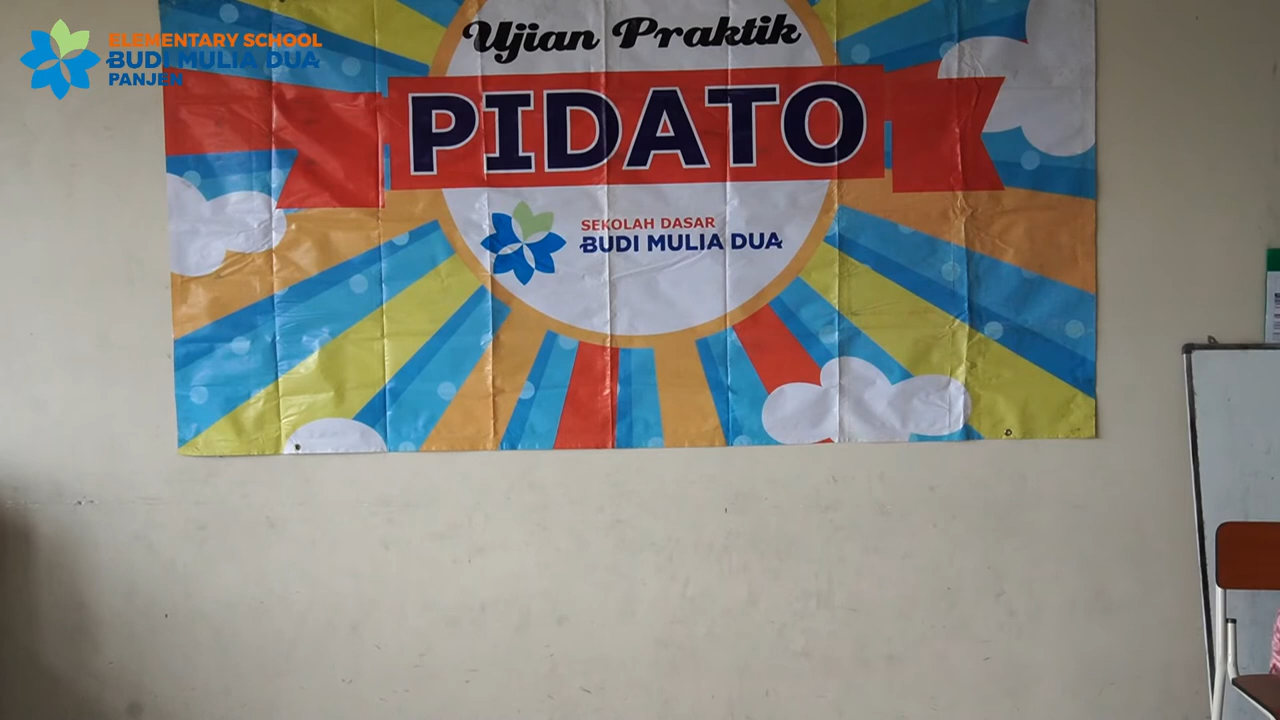 ELEMENTARY SCHOOL
BUDI MULIA DUA
PANJEN
Ujian Praktik
PIDATO
SEKOLAH DASAR
BUDI MULIA DUA